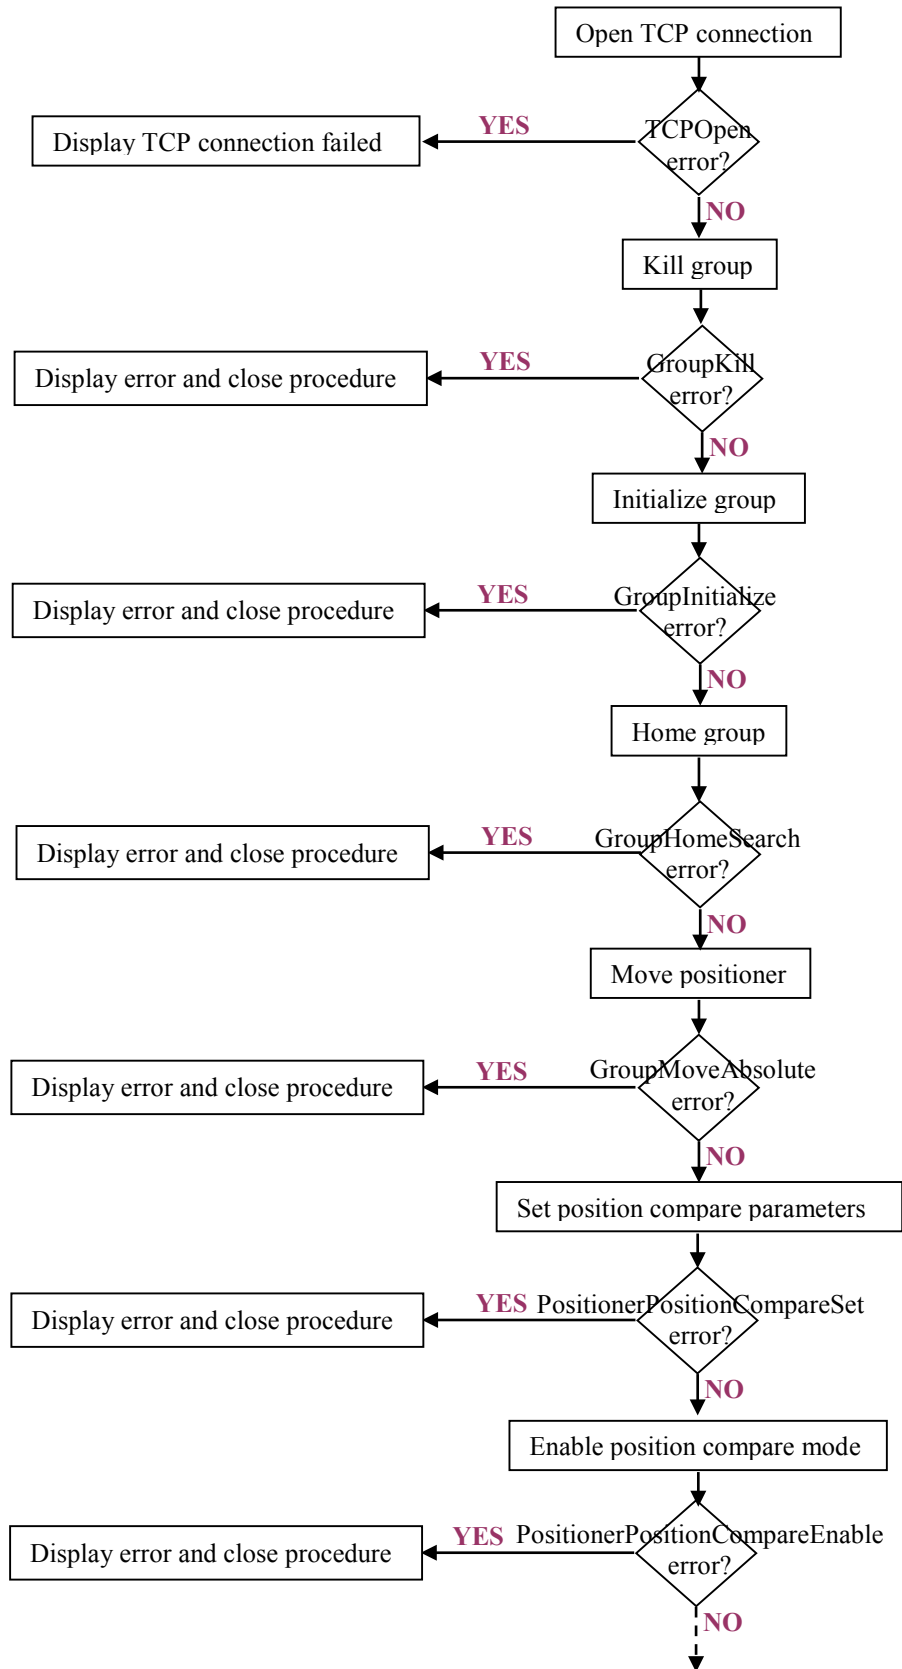 Open TCP connection
TCPOpen
error?
YES
Display TCP connection failed
NO
Kill group
GroupKill
error?
YES
Display error and close procedure
NO
Initialize group
GroupInitialize
error?
YES
Display error and close procedure
NO
Home group
GroupHomeSearch
error?
YES
Display error and close procedure
NO
Move positioner
GroupMoveAbsolute
error?
YES
Display error and close procedure
NO
Set position compare parameters
PositionerPositionCompareSet
error?
YES
Display error and close procedure
NO
Enable position compare mode
PositionerPositionCompareEnable
error?
YES
Display error and close procedure
NO